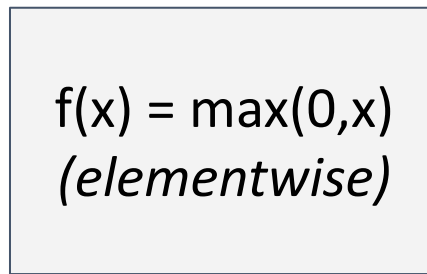 f(x) = max(0,x)
(elementwise)